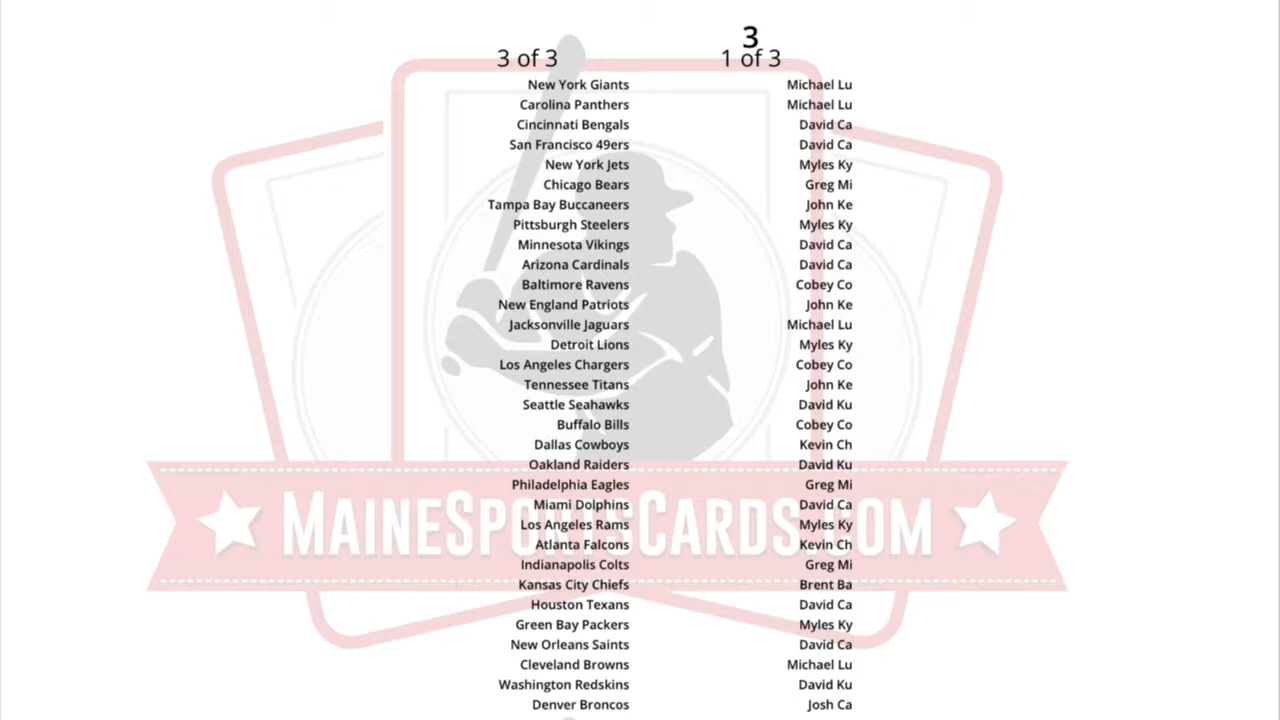 3
3 of 3 1 of 3
New York Giants Michael Lu
Carolina Panthers Michael Lu
Cincinnati Bengals David Ca
San Francisco 49ers David Ca
New York Jets Myles Ky
Chicago Bears Greg Mi
Tampa Bay Buccaneers John Ke
Pittsburgh Steelers Myles Ky
Minnesota Vikings David Ca
Arizona Cardinals David Ca
Baltimore Ravens Cobey Co
New England Patriots John Ke
Jacksonville Jaguars Michael Lu
Detroit Lions Myles Ky
Los Angeles Chargers Cobey Co
Tennessee Titans John Ke
Seattle Seahawks David Ku
Buffalo Bills Cobey Co
Dallas Cowboys Kevin Ch
Oakland Raiders David Ku
Philadelphia Eagles Greg Mi
Miami Dolphins David Ca
Los Angeles Rams Myles Ky
MAINESPORTSCARDS.COM
Atlanta Falcons Kevin Ch
Indianapolis Colts Greg Mi
Kansas City Chiefs Brent Ba
Houston Texans David Ca
Green Bay Packers Myles Ky
New Orleans Saints David Ca
Cleveland Browns Michael Lu
Washington Redskins David Ku
Denver Broncos Josh Ca